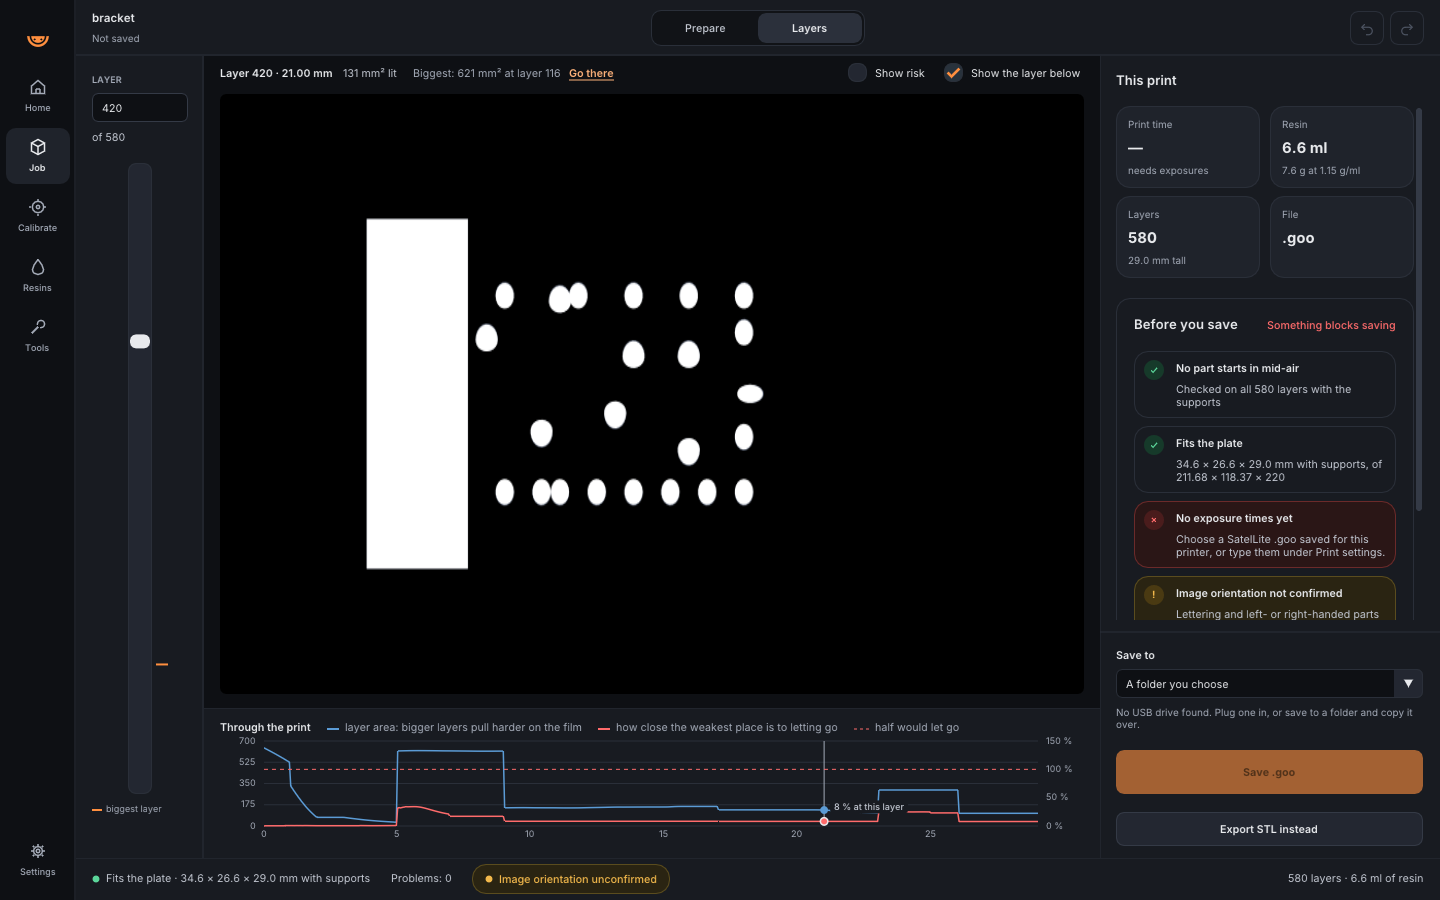 bracket
Not saved
Prepare
Layers
Home
Job
Calibrate
Resins
Tools
Settings
LAYER
420
of 580
biggest layer
Layer 420 · 21.00 mm
131 mm² lit
Biggest: 621 mm² at layer 116
Go there
Show risk
Show the layer below
Through the print
layer area: bigger layers pull harder on the film
how close the weakest place is to letting go
half would let go
700
525
350
175
0
150 %
100 %
50 %
0 %
8 % at this layer
0
5
10
15
20
25
This print
Print time
—
needs exposures
Resin
6.6 ml
7.6 g at 1.15 g/ml
Layers
580
29.0 mm tall
File
.goo
Before you save
Something blocks saving
No part starts in mid-air
Checked on all 580 layers with the
supports
Fits the plate
34.6 × 26.6 × 29.0 mm with supports, of
211.68 × 118.37 × 220
No exposure times yet
Choose a SatelLite .goo saved for this
printer, or type them under Print settings.
Image orientation not confirmed
Lettering and left- or right-handed parts
Save to
A folder you choose
No USB drive found. Plug one in, or save to a folder and copy it
over.
Save .goo
Export STL instead
Fits the plate · 34.6 × 26.6 × 29.0 mm with supports
Problems: 0
Image orientation unconfirmed
580 layers · 6.6 ml of resin